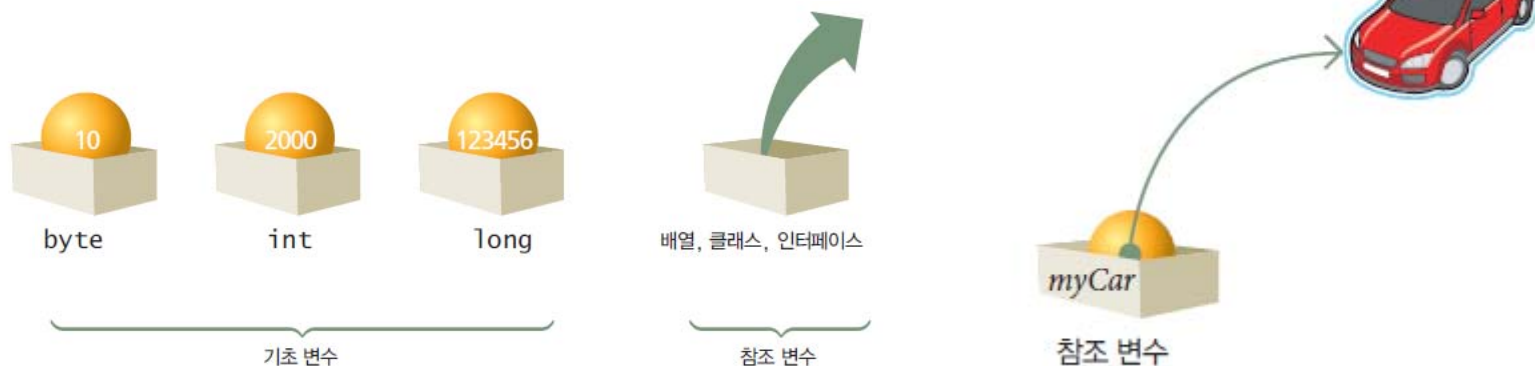 10
2000
123456
byte
int
long
배열, 클래스, 인터페이스
myCar
기초 변수
참조 변수
참조 변수